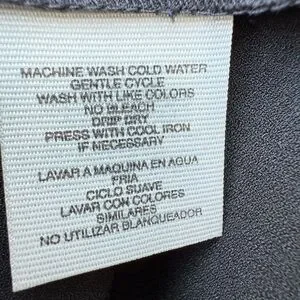 MACHINE WASH COLD WATER
GENTLE CYCLE
WASH WITH LIKE COLORS
NO BLEACH
DRIP DRY
PRESS WITH COOL IRON
IF NECESSARY
LAVAR A MAQUINA EN AQUA
FRIA
CICLO SUAVE
LAVAR CON COLORES
SIMILARES
NO UTILIZAR BLANQUEADOR